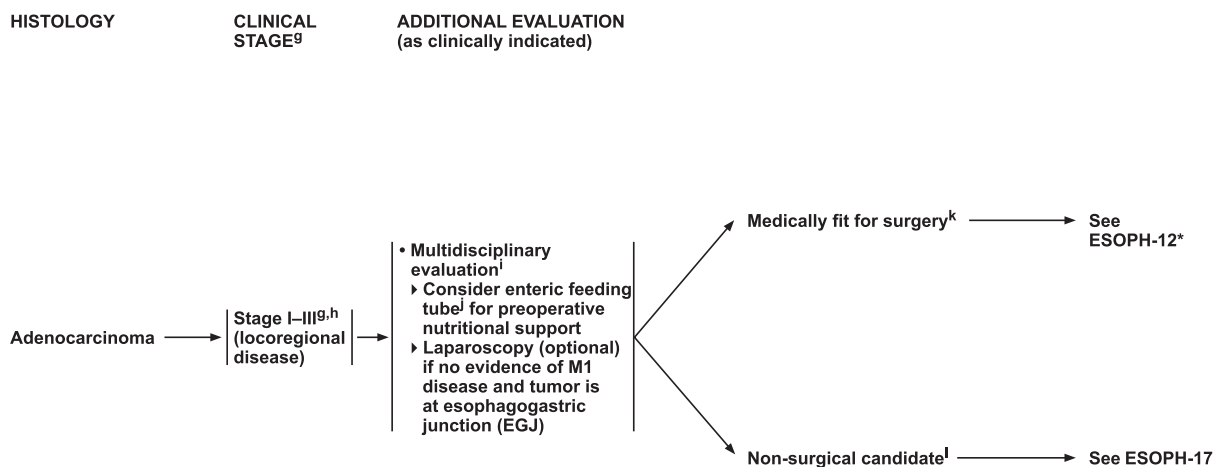 HISTOLOGY
CLINICAL
STAGEg
ADDITIONAL EVALUATION
(as clinically indicated)
Adenocarcinoma
Stage I–IIIg,h
(locoregional
disease)
• Multidisciplinary
evaluationi
Consider enteric feeding
tubej for preoperative
nutritional support
Laparoscopy (optional)
if no evidence of M1
disease and tumor is
at esophagogastric
junction (EGJ)
Medically fit for surgeryk
See
ESOPH-12*
Non-surgical candidatel
See ESOPH-17